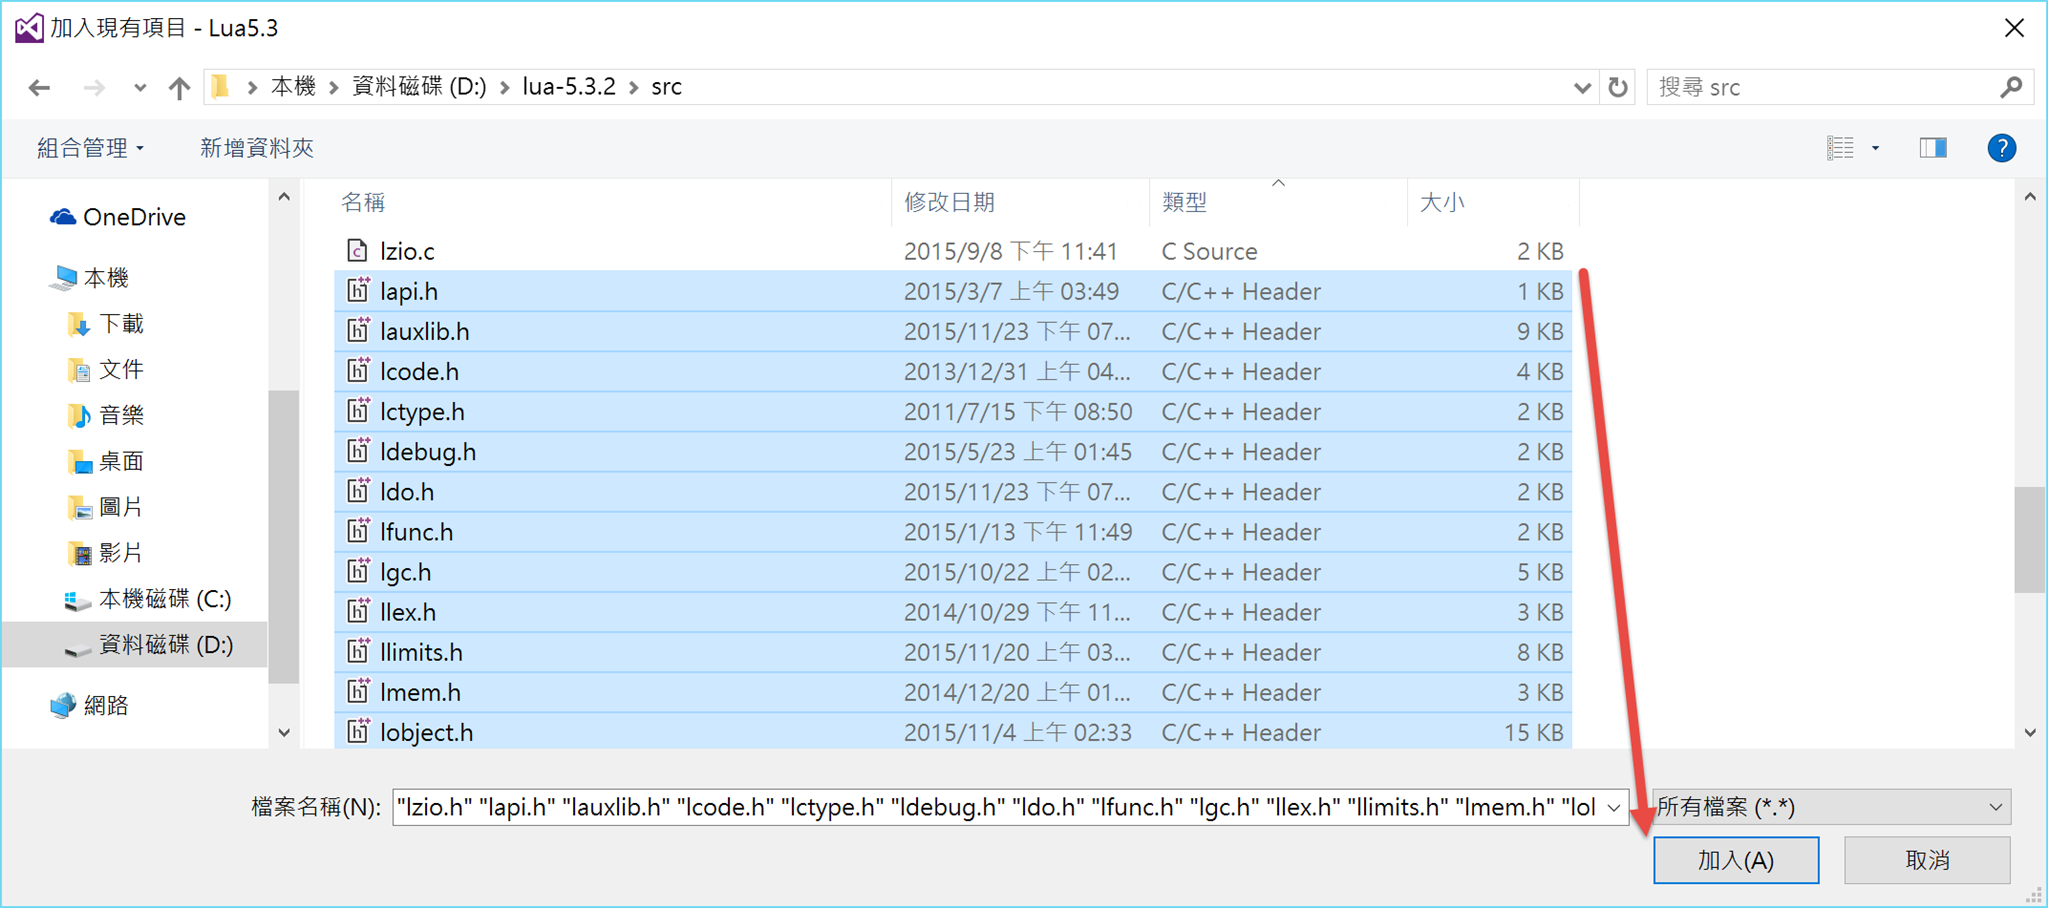 加入現有項目 - Lua5.3
本機 資料磁碟 (D:) lua-5.3.2 src
搜尋 src
組合管理 新增資料夾
?
OneDrive
本機
下載
文件
音樂
桌面
圖片
影片
本機磁碟 (C:)
資料磁碟 (D:)
網路
名稱 修改日期 類型 大小
lzio.c 2015/9/8 下午 11:41 C Source 2 KB
lapi.h 2015/3/7 上午 03:49 C/C++ Header 1 KB
lauxlib.h 2015/11/23 下午 07... C/C++ Header 9 KB
lcode.h 2013/12/31 上午 04... C/C++ Header 4 KB
lctype.h 2011/7/15 下午 08:50 C/C++ Header 2 KB
ldebug.h 2015/5/23 上午 01:45 C/C++ Header 2 KB
ldo.h 2015/11/23 下午 07... C/C++ Header 2 KB
lfunc.h 2015/1/13 下午 11:49 C/C++ Header 2 KB
lgc.h 2015/10/22 上午 02... C/C++ Header 5 KB
llex.h 2014/10/29 下午 11... C/C++ Header 3 KB
llimits.h 2015/11/20 上午 03... C/C++ Header 8 KB
lmem.h 2014/12/20 上午 01... C/C++ Header 3 KB
lobject.h 2015/11/4 上午 02:33 C/C++ Header 15 KB
檔案名稱(N): "lzio.h" "lapi.h" "lauxlib.h" "lcode.h" "lctype.h" "ldebug.h" "ldo.h" "lfunc.h" "lgc.h" "llex.h" "llimits.h" "lmem.h" "lol
所有檔案 (*.*)
加入(A) 取消